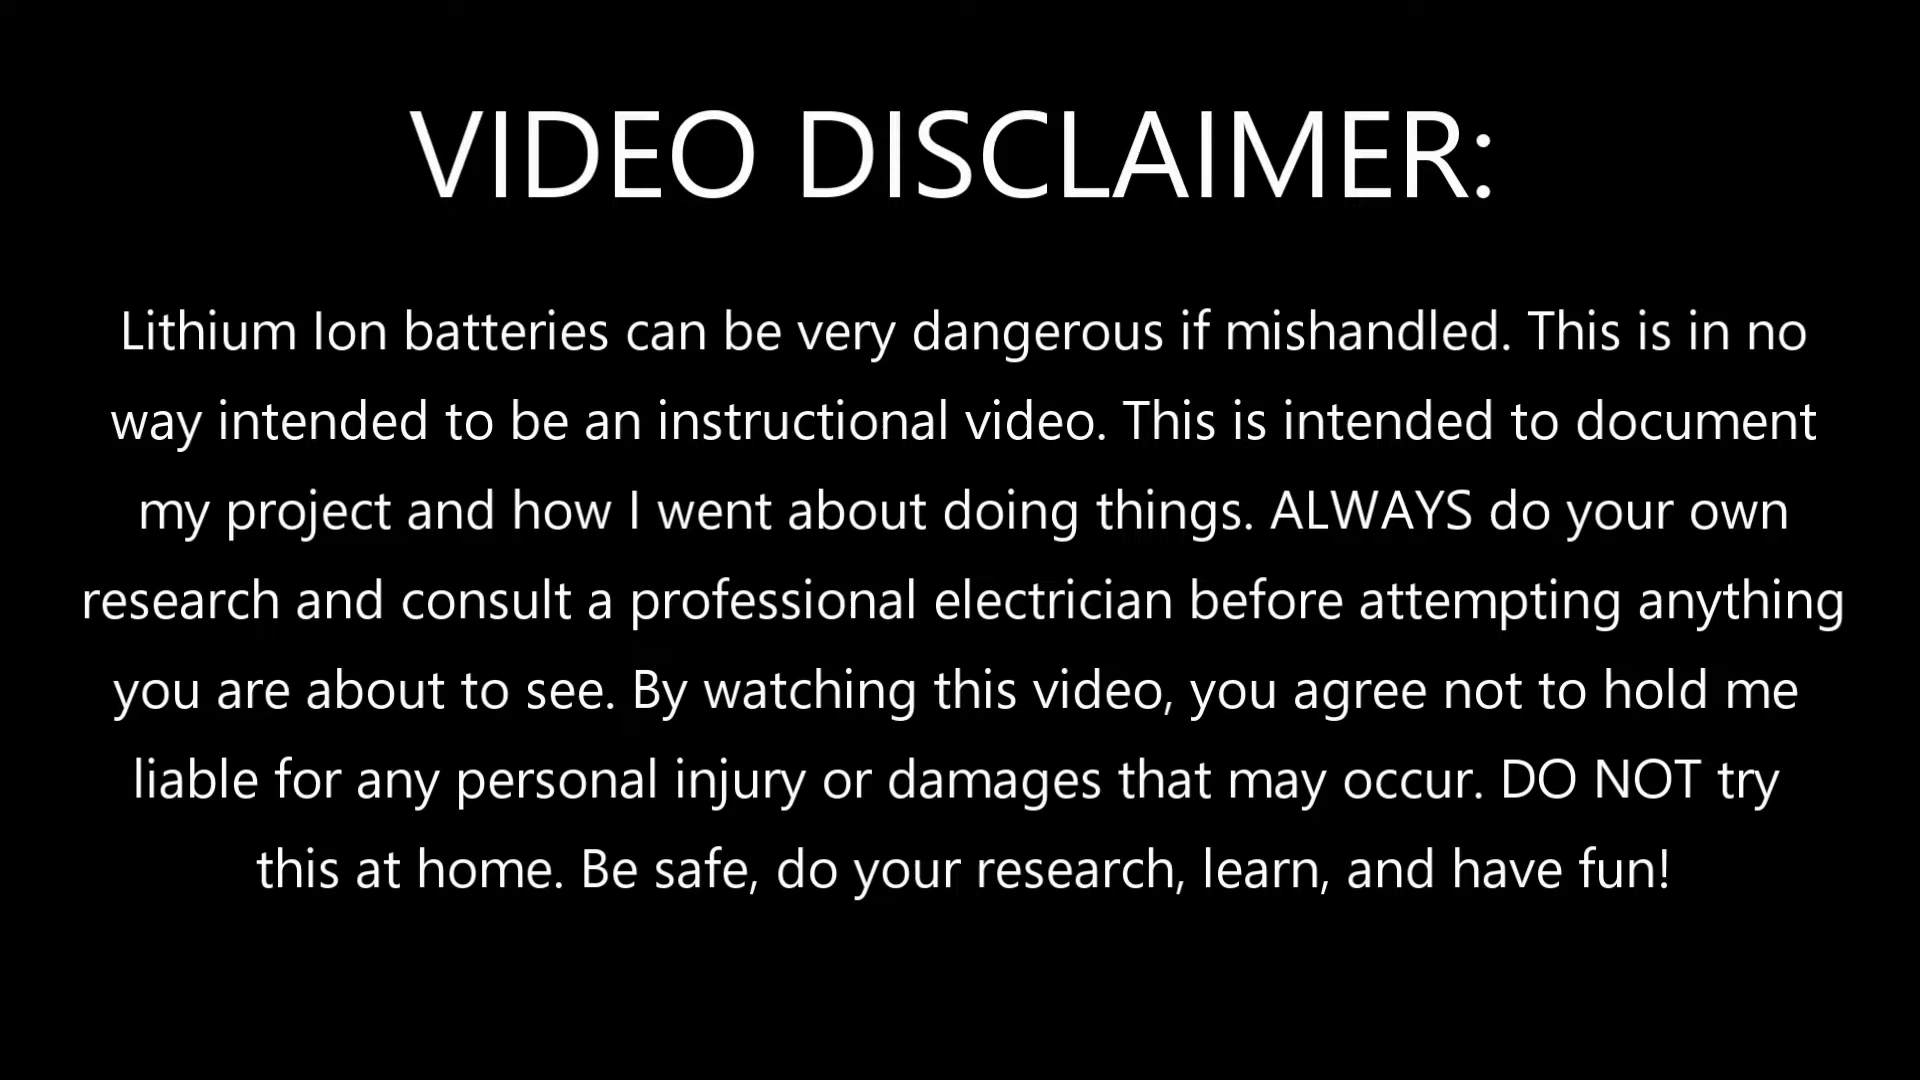 VIDEO DISCLAIMER:
Lithium Ion batteries can be very dangerous if mishandled. This is in no
way intended to be an instructional video. This is intended to document
my project and how I went about doing things. ALWAYS do your own
research and consult a professional electrician before attempting anything
you are about to see. By watching this video, you agree not to hold me
liable for any personal injury or damages that may occur. DO NOT try
this at home. Be safe, do your research, learn, and have fun!